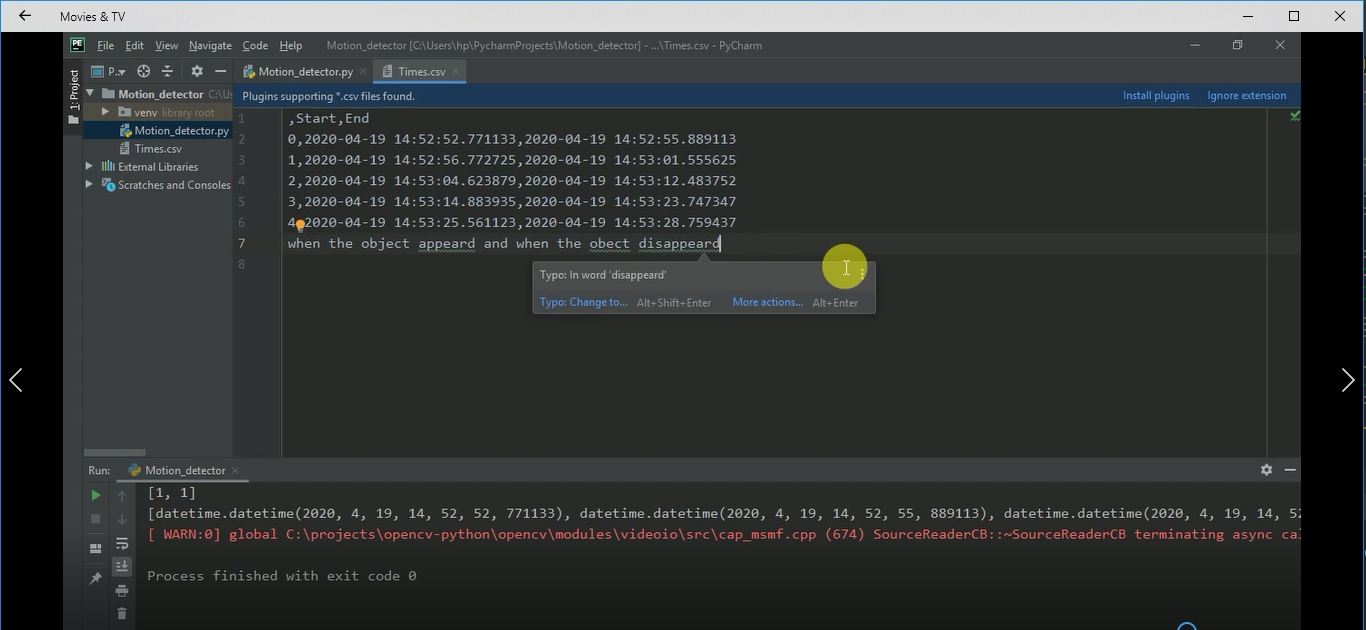 Movies & TV
File Edit View Navigate Code Help Motion_detector [C:\Users\hp\PycharmProjects\Motion_detector] - ...\Times.csv - PyCharm
P.. Motion_detector.py Times.csv
1: Project
Motion_detector C:\Us
Plugins supporting *.csv files found. Install plugins Ignore extension
venv library root
Motion_detector.py
Times.csv
External Libraries
Scratches and Consoles
1 ,Start,End
2 0,2020-04-19 14:52:52.771133,2020-04-19 14:52:55.889113
3 1,2020-04-19 14:52:56.772725,2020-04-19 14:53:01.555625
4 2,2020-04-19 14:53:04.623879,2020-04-19 14:53:12.483752
5 3,2020-04-19 14:53:14.883935,2020-04-19 14:53:23.747347
6 4,2020-04-19 14:53:25.561123,2020-04-19 14:53:28.759437
7 when the object appeard and when the obect disappeard
8
Typo: In word 'disappeard'
Typo: Change to... Alt+Shift+Enter More actions... Alt+Enter
Run: Motion_detector
[1, 1]
[datetime.datetime(2020, 4, 19, 14, 52, 52, 771133), datetime.datetime(2020, 4, 19, 14, 52, 55, 889113), datetime.datetime(2020, 4, 19, 14, 52
[ WARN:0] global C:\projects\opencv-python\opencv\modules\videoio\src\cap_msmf.cpp (674) SourceReaderCB::~SourceReaderCB terminating async cal
Process finished with exit code 0